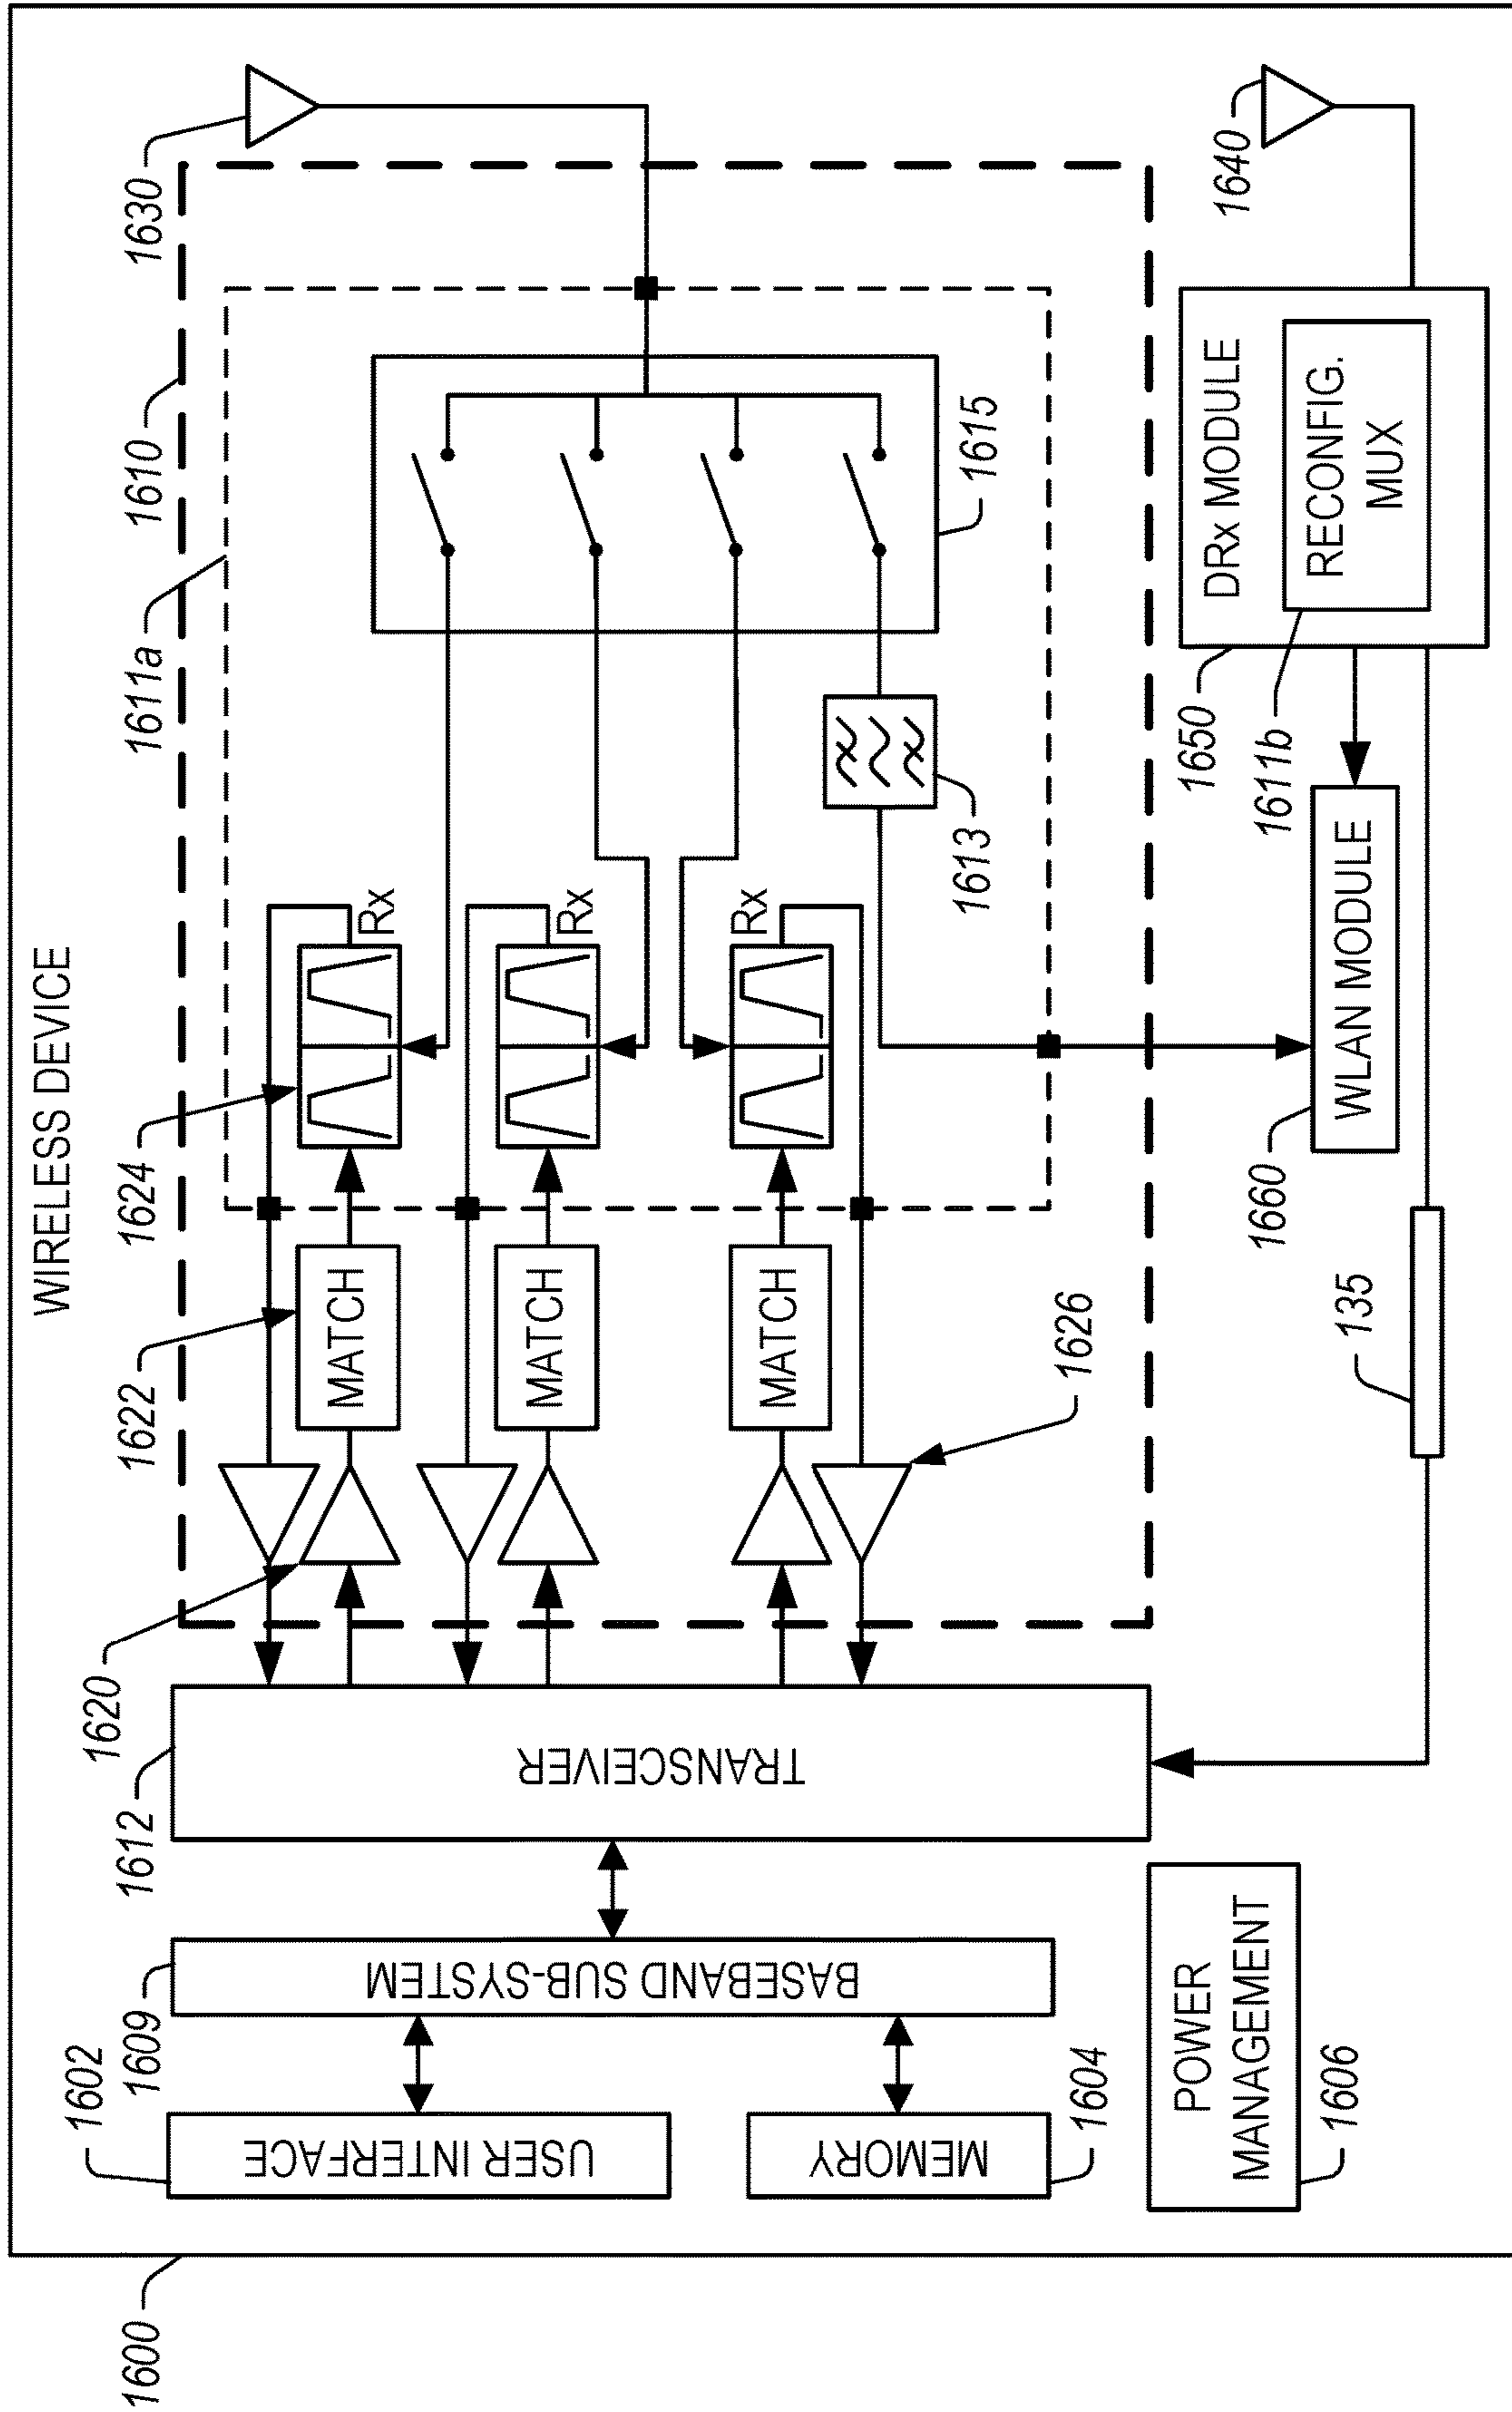 WIRELESS DEVICE
1600
1602
USER INTERFACE
1604
MEMORY
1606
POWER
MANAGEMENT
1609
BASEBAND SUB-SYSTEM
1612
TRANSCEIVER
1620
1622
MATCH
MATCH
MATCH
1626
1624
Rx
Rx
Rx
1611a
1610
1630
1613
1615
135
1660
WLAN MODULE
1650
1611b
DRx MODULE
RECONFIG.
MUX
1640